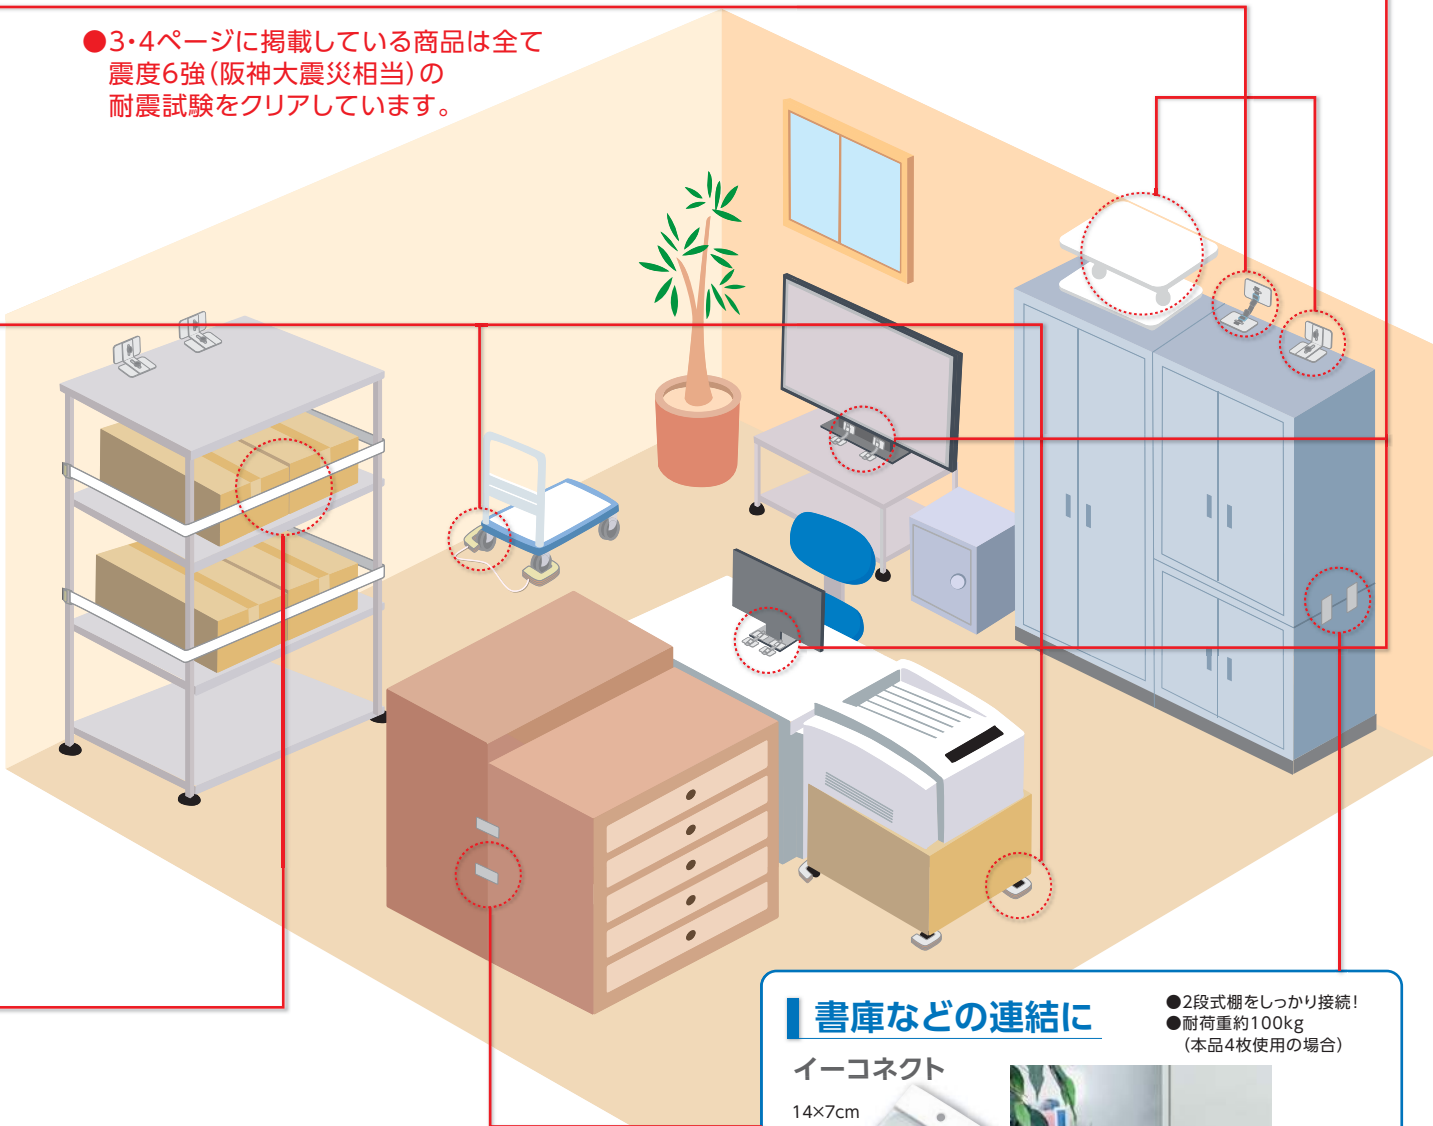 ●3・4ページに掲載している商品は全て
震度6強(阪神大震災相当)の
耐震試験をクリアしています。
書庫などの連結に
●2段式棚をしっかり接続!
●耐荷重約100kg
(本品4枚使用の場合)
イーコネクト
14×7cm